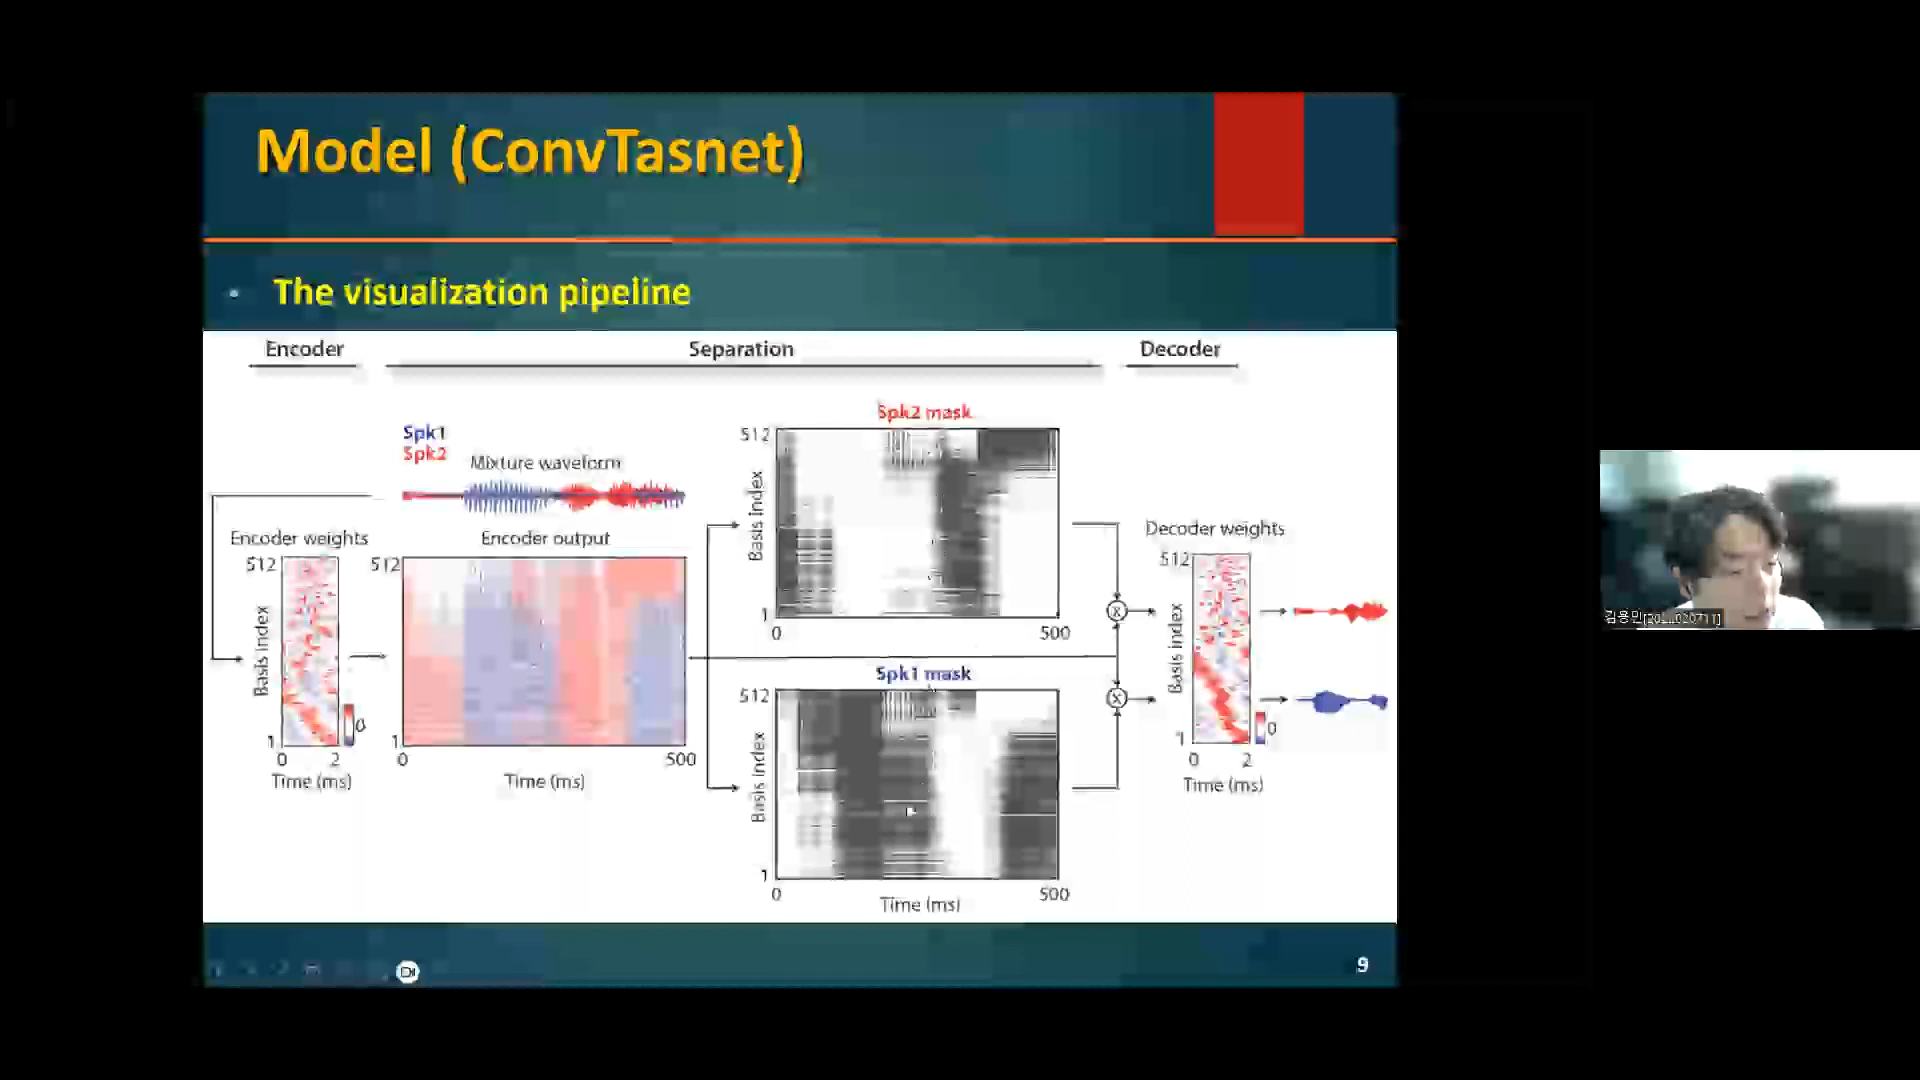 Model (ConvTasnet)
• The visualization pipeline
Encoder
Separation
Decoder
Spk1
Spk2
Mixture waveform
Encoder weights
512
Basis index
1
0
2
Time (ms)
0
Encoder output
512
1
0
500
Time (ms)
Spk2 mask
512
Basis index
1
0
500
Spk1 mask
512
Basis index
1
0
500
Time (ms)
x
x
Decoder weights
512
Basis index
1
0
2
Time (ms)
0
9